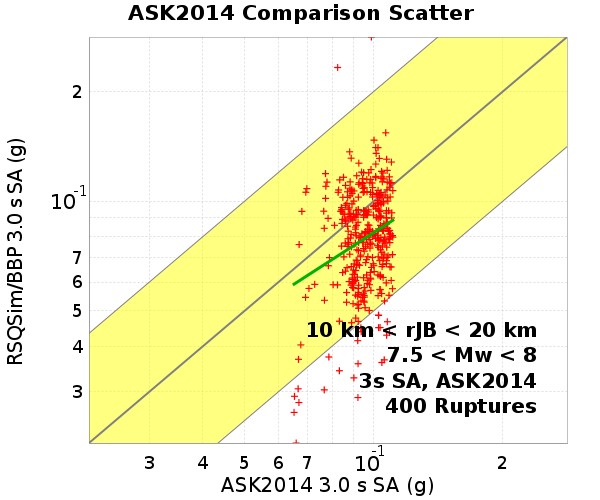 ASK2014 Comparison Scatter
RSQSim/BBP 3.0 s SA (g)
2
10-1
7
6
5
4
3
10 km < rJB < 20 km
7.5 < Mw < 8
3s SA, ASK2014
400 Ruptures
3 4 5 6 7 10-1 2
ASK2014 3.0 s SA (g)